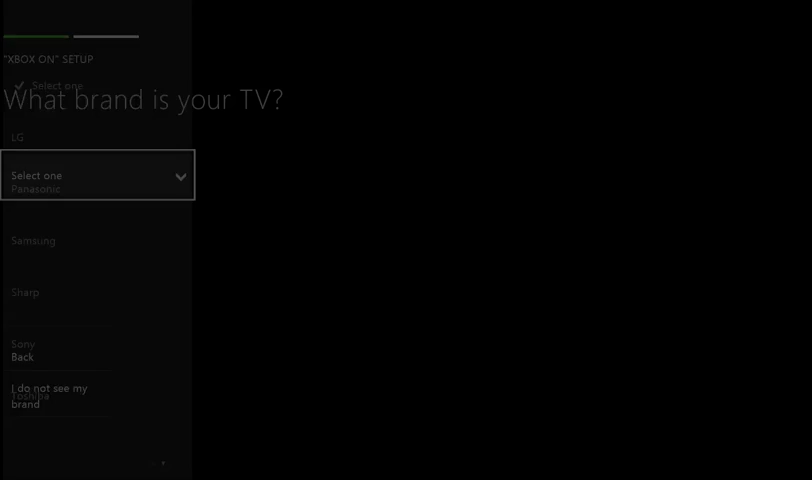 "XBOX ON" SETUP
Select one
What brand is your TV?
LG
Select one
Panasonic
Samsung
Sharp
Sony
Back
I do not see my
Toshiba
brand